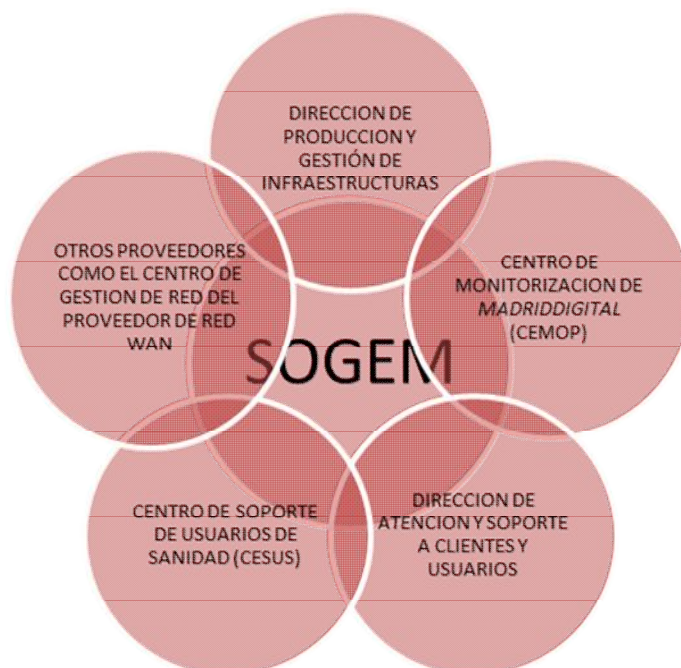 DIRECCION DE
PRODUCCION Y
GESTIÓN DE
INFRAESTRUCTURAS
OTROS PROVEEDORES
COMO EL CENTRO DE
GESTION DE RED DEL
PROVEEDOR DE RED
WAN
CENTRO DE
MONITORIZACION DE
MADRIDDIGITAL
(CEMOP)
SOGEM
CENTRO DE SOPORTE
DE USUARIOS DE
SANIDAD (CESUS)
DIRECCION DE
ATENCION Y SOPORTE
A CLIENTES Y
USUARIOS